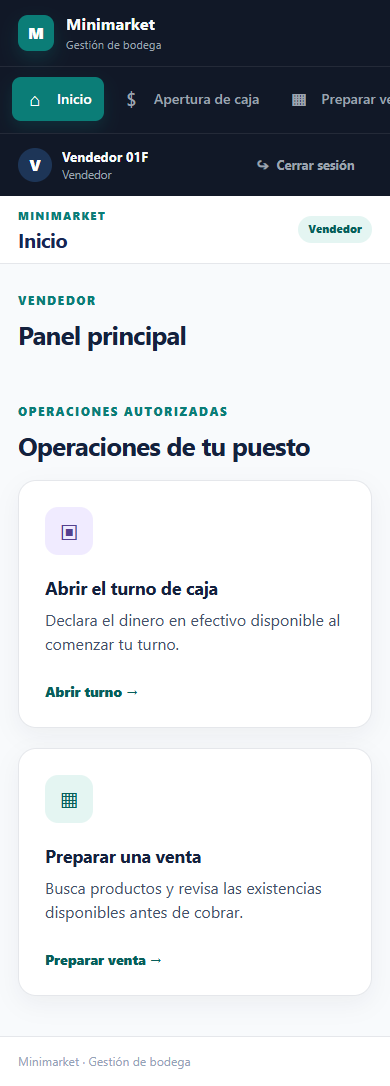 M
Minimarket
Gestión de bodega
Inicio
$ Apertura de caja
Preparar ve
V
Vendedor 01F
Vendedor
Cerrar sesión
MINIMARKET
Inicio
Vendedor
VENDEDOR
Panel principal
OPERACIONES AUTORIZADAS
Operaciones de tu puesto
Abrir el turno de caja
Declara el dinero en efectivo disponible al
comenzar tu turno.
Abrir turno →
Preparar una venta
Busca productos y revisa las existencias
disponibles antes de cobrar.
Preparar venta →
Minimarket · Gestión de bodega